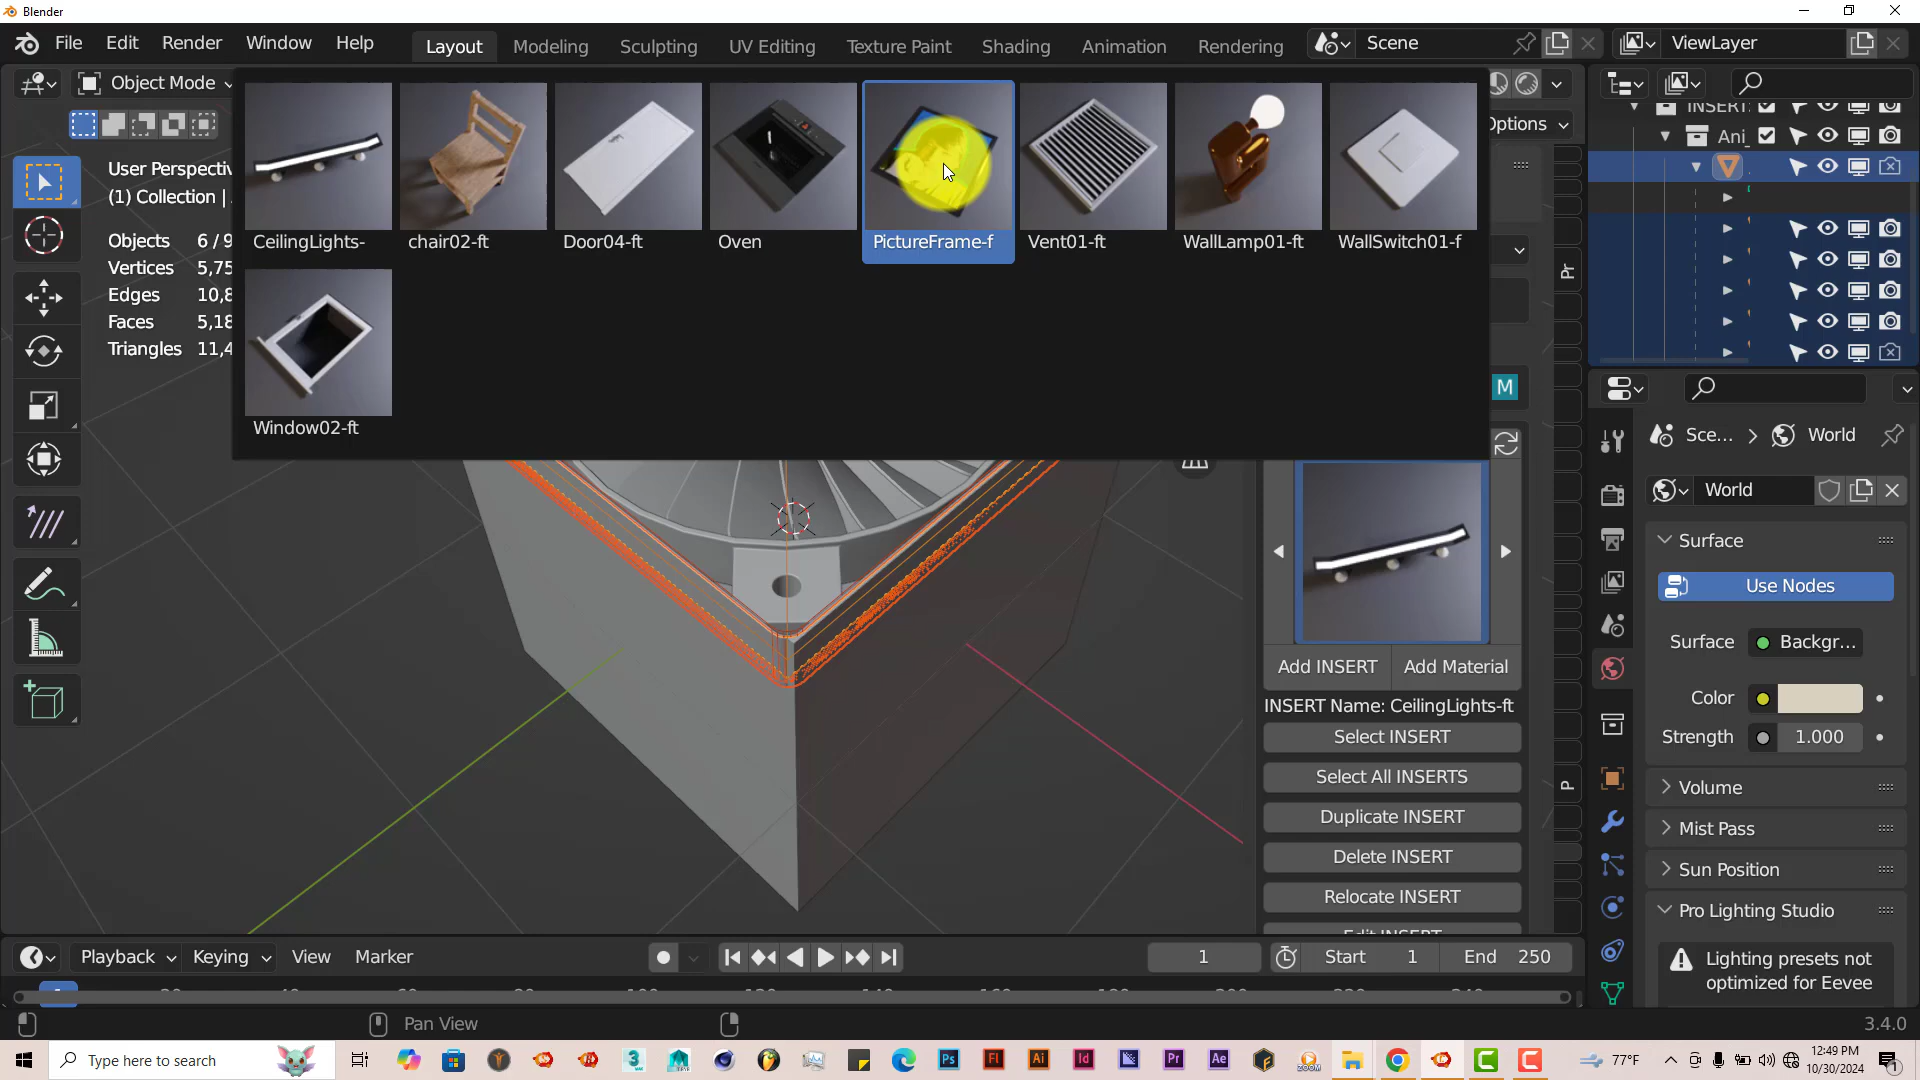 Blender
File Edit Render Window Help
Layout Modeling Sculpting UV Editing Texture Paint Shading Animation Rendering
Scene ViewLayer
Object Mode
Options
User Perspectiv
(1) Collection |
Objects 6 / 9
Vertices 5,75
Edges 10,8
Faces 5,18
Triangles 11,4
CeilingLights- chair02-ft Door04-ft Oven PictureFrame-f Vent01-ft WallLamp01-ft WallSwitch01-f
Window02-ft
INSERT:
Ani_
Pr
M
P
Add INSERT Add Material
INSERT Name: CeilingLights-ft
Select INSERT
Select All INSERTS
Duplicate INSERT
Delete INSERT
Relocate INSERT
Edit INSERT
Sce... World
World
Surface
Use Nodes
Surface Backgr...
Color
Strength 1.000
Volume
Mist Pass
Sun Position
Pro Lighting Studio
Lighting presets not
optimized for Eevee
Playback Keying View Marker
1 Start 1 End 250
Pan View
3.4.0
Type here to search
77°F
12:49 PM
10/30/2024